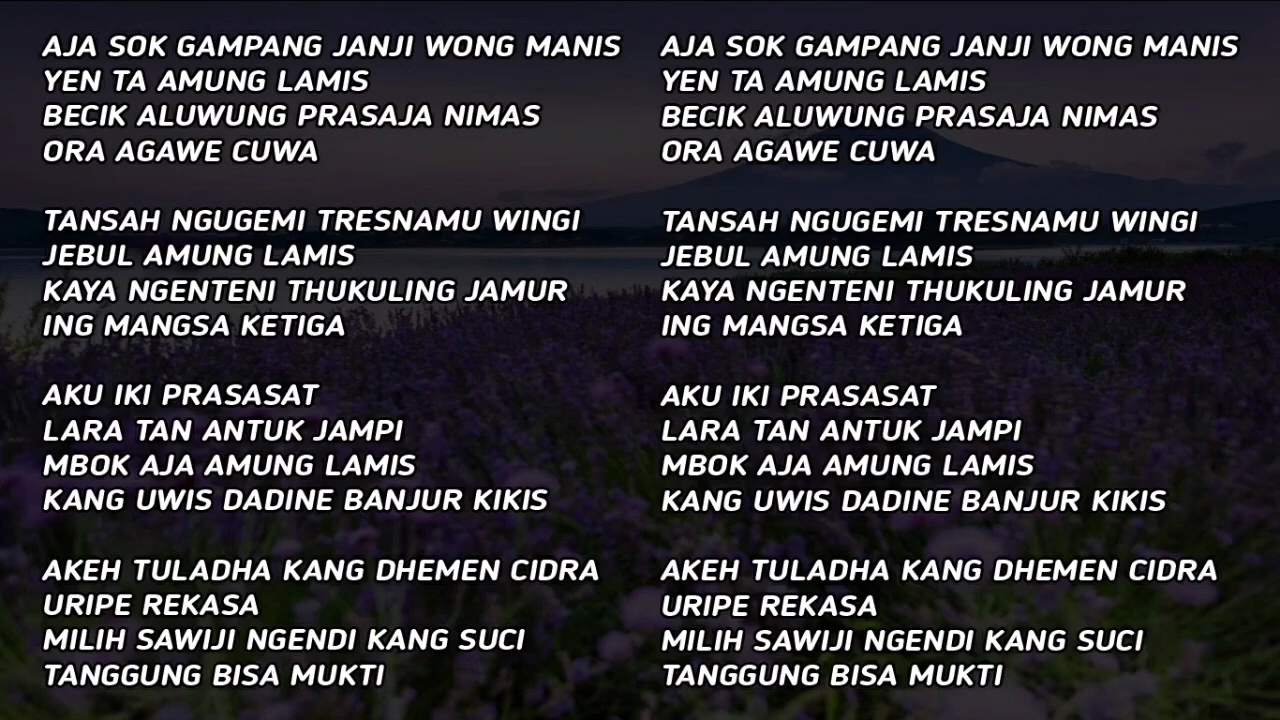 AJA SOK GAMPANG JANJI WONG MANIS
YEN TA AMUNG LAMIS
BECIK ALUWUNG PRASAJA NIMAS
ORA AGAWE CUWA
TANSAH NGUGEMI TRESNAMU WINGI
JEBUL AMUNG LAMIS
KAYA NGENTENI THUKULING JAMUR
ING MANGSA KETIGA
AKU IKI PRASASAT
LARA TAN ANTUK JAMPI
MBOK AJA AMUNG LAMIS
KANG UWIS DADINE BANJUR KIKIS
AKEH TULADHA KANG DHEMEN CIDRA
URIPE REKASA
MILIH SAWIJI NGENDI KANG SUCI
TANGGUNG BISA MUKTI
AJA SOK GAMPANG JANJI WONG MANIS
YEN TA AMUNG LAMIS
BECIK ALUWUNG PRASAJA NIMAS
ORA AGAWE CUWA
TANSAH NGUGEMI TRESNAMU WINGI
JEBUL AMUNG LAMIS
KAYA NGENTENI THUKULING JAMUR
ING MANGSA KETIGA
AKU IKI PRASASAT
LARA TAN ANTUK JAMPI
MBOK AJA AMUNG LAMIS
KANG UWIS DADINE BANJUR KIKIS
AKEH TULADHA KANG DHEMEN CIDRA
URIPE REKASA
MILIH SAWIJI NGENDI KANG SUCI
TANGGUNG BISA MUKTI